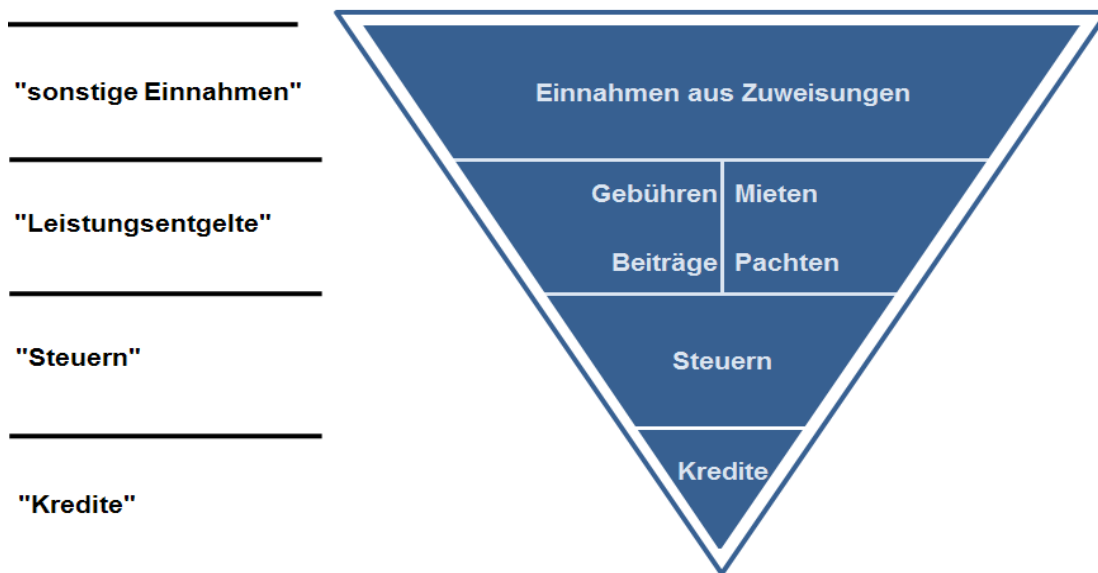 "sonstige Einnahmen"
Einnahmen aus Zuweisungen
"Leistungsentgelte"
Gebühren Mieten
Beiträge Pachten
"Steuern"
Steuern
"Kredite"
Kredite